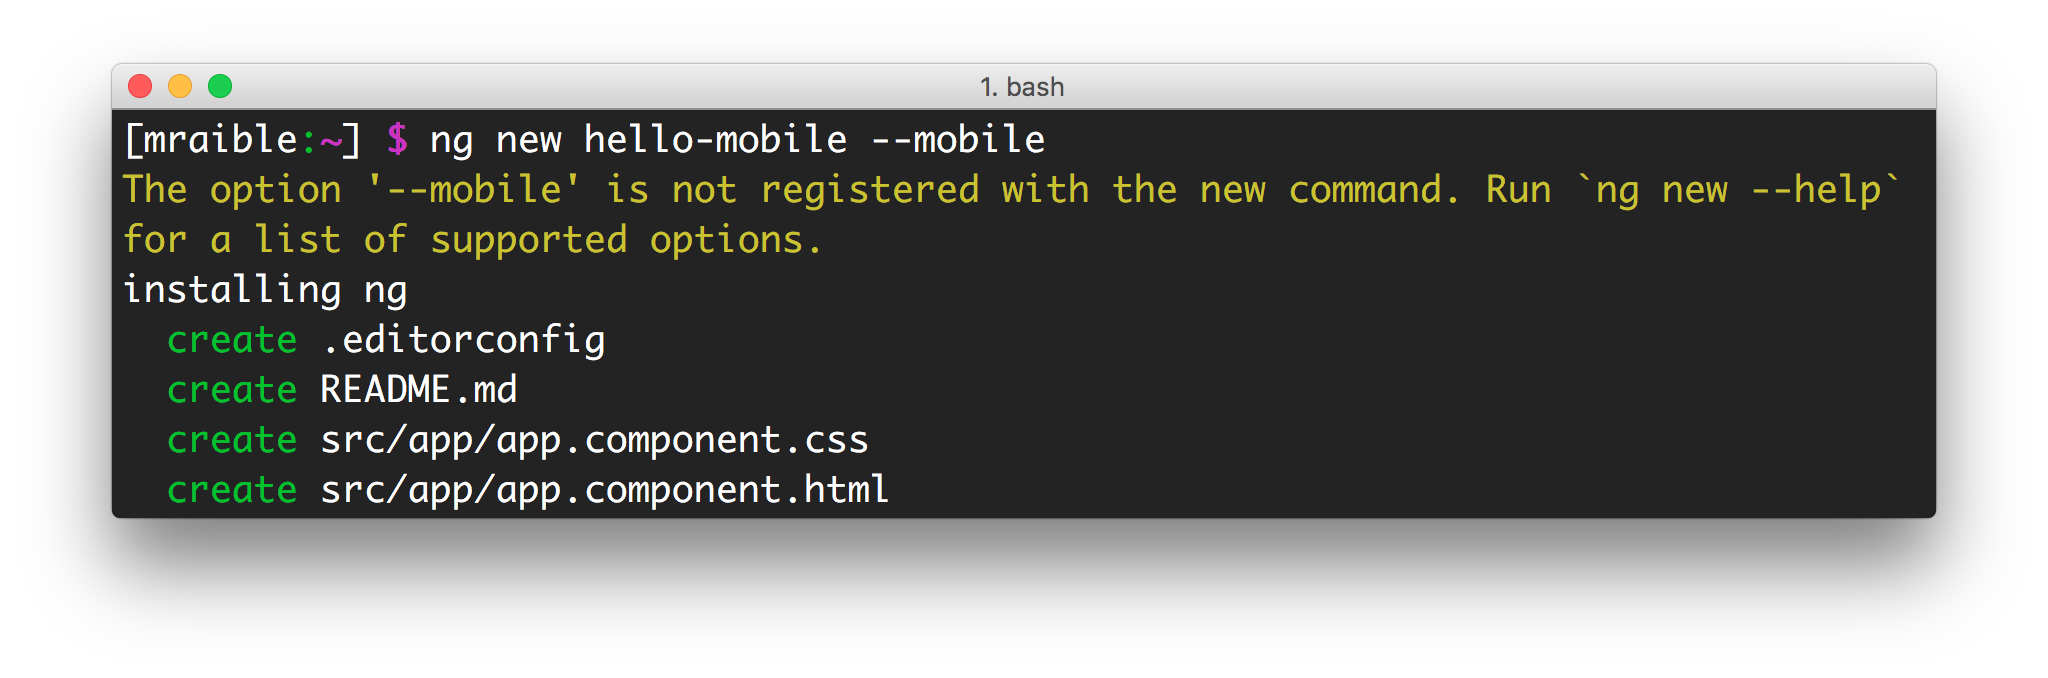 1. bash
[mraible:~] $ ng new hello-mobile --mobile
The option '--mobile' is not registered with the new command. Run `ng new --help`
for a list of supported options.
installing ng
  create .editorconfig
  create README.md
  create src/app/app.component.css
  create src/app/app.component.html